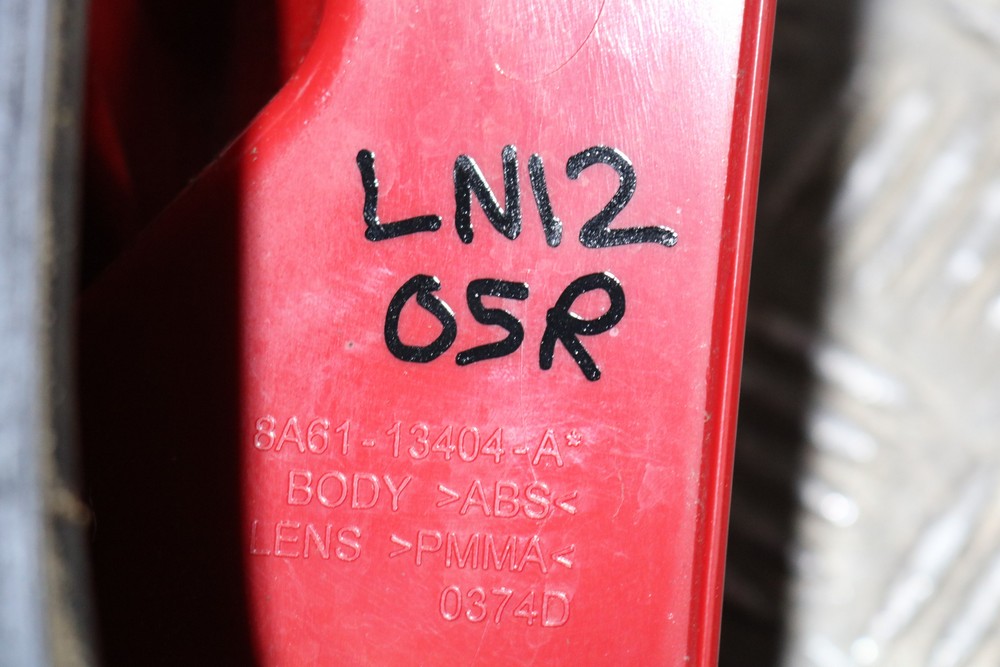 LN12
OSR
8A61-13404-A*
BODY >ABS<
LENS >PMMA<
0374D